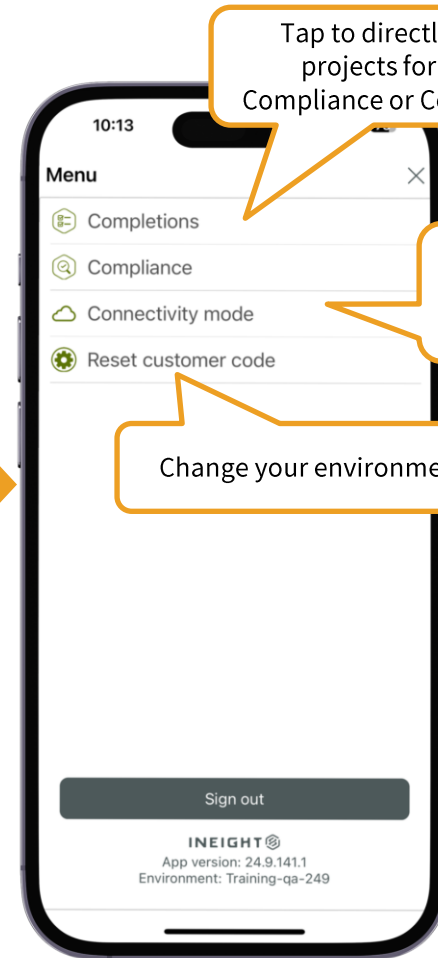 Tap to directl
projects for
Compliance or Co
10:13
Menu
Completions
Compliance
Connectivity mode
Reset customer code
Change your environme
Sign out
INEIGHT
App version: 24.9.141.1
Environment: Training-qa-249